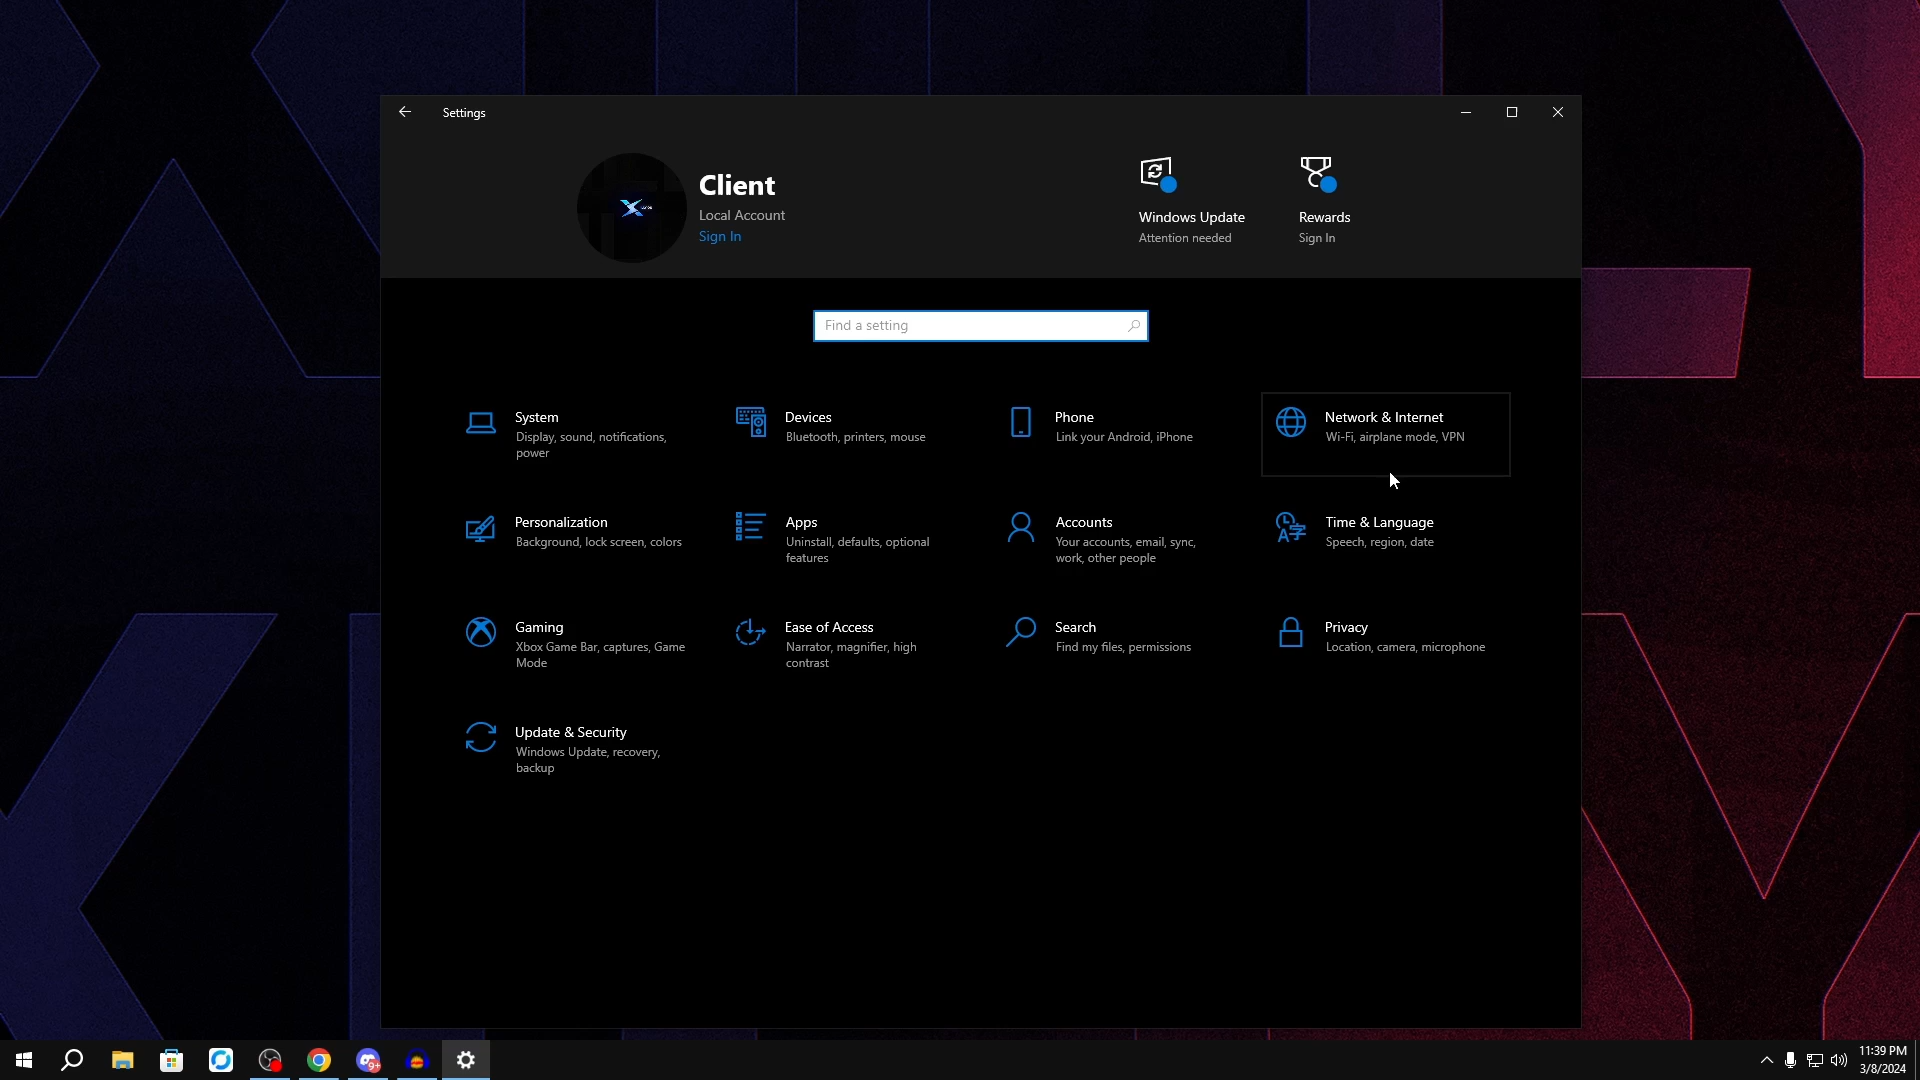 Settings
Client
Local Account
Sign In
Windows Update
Attention needed
Rewards
Sign In
Find a setting
System
Display, sound, notifications,
power
Devices
Bluetooth, printers, mouse
Phone
Link your Android, iPhone
Network & Internet
Wi-Fi, airplane mode, VPN
Personalization
Background, lock screen, colors
Apps
Uninstall, defaults, optional
features
Accounts
Your accounts, email, sync,
work, other people
Time & Language
Speech, region, date
Gaming
Xbox Game Bar, captures, Game
Mode
Ease of Access
Narrator, magnifier, high
contrast
Search
Find my files, permissions
Privacy
Location, camera, microphone
Update & Security
Windows Update, recovery,
backup
9+
11:39 PM
3/8/2024